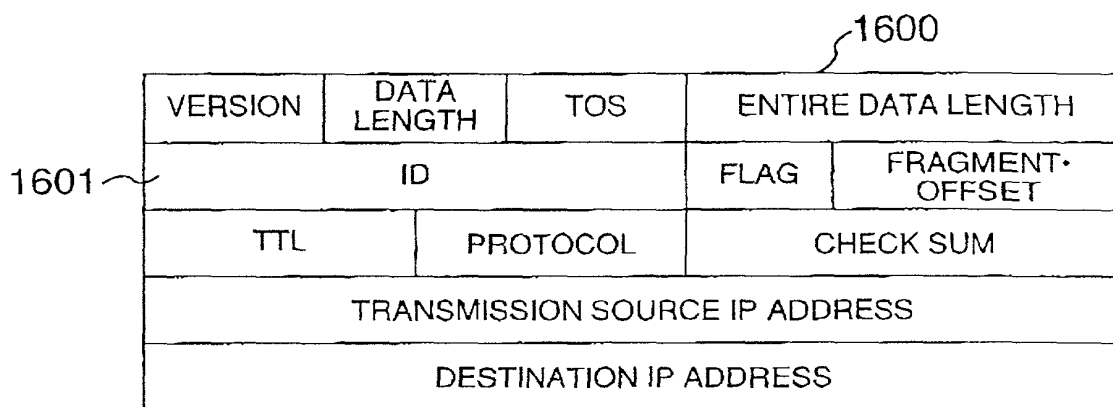 1600
VERSION
DATA
LENGTH
TOS
ENTIRE DATA LENGTH
1601
ID
FLAG
FRAGMENT·
OFFSET
TTL
PROTOCOL
CHECK SUM
TRANSMISSION SOURCE IP ADDRESS
DESTINATION IP ADDRESS